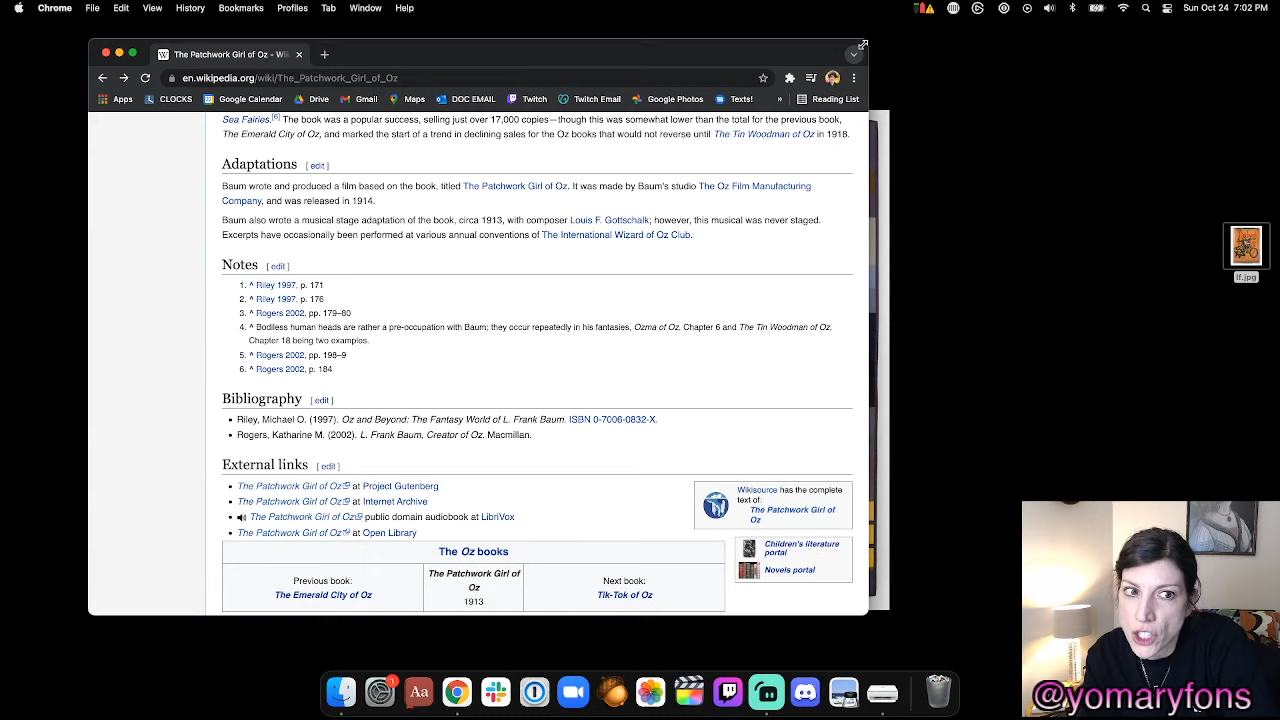 Chrome File Edit View History Bookmarks Profiles Tab Window Help Sun Oct 24 7:02 PM
The Patchwork Girl of Oz - Wi
en.wikipedia.org/wiki/The_Patchwork_Girl_of_Oz
Apps CLOCKS Google Calendar Drive Gmail Maps DOC EMAIL Twitch Twitch Email Google Photos Texts! » Reading List
Sea Fairies.[6] The book was a popular success, selling just over 17,000 copies—though this was somewhat lower than the total for the previous book,
The Emerald City of Oz, and marked the start of a trend in declining sales for the Oz books that would not reverse until The Tin Woodman of Oz in 1918.
Adaptations [ edit ]
Baum wrote and produced a film based on the book, titled The Patchwork Girl of Oz. It was made by Baum's studio The Oz Film Manufacturing
Company, and was released in 1914.
Baum also wrote a musical stage adaptation of the book, circa 1913, with composer Louis F. Gottschalk; however, this musical was never staged.
Excerpts have occasionally been performed at various annual conventions of The International Wizard of Oz Club.
Notes [ edit ]
1. ^ Riley 1997, p. 171
2. ^ Riley 1997, p. 176
3. ^ Rogers 2002, pp. 179–80
4. ^ Bodiless human heads are rather a pre-occupation with Baum; they occur repeatedly in his fantasies, Ozma of Oz, Chapter 6 and The Tin Woodman of Oz,
Chapter 18 being two examples.
5. ^ Rogers 2002, pp. 198–9
6. ^ Rogers 2002, p. 184
Bibliography [ edit ]
• Riley, Michael O. (1997). Oz and Beyond: The Fantasy World of L. Frank Baum. ISBN 0-7006-0832-X.
• Rogers, Katharine M. (2002). L. Frank Baum, Creator of Oz. Macmillan.
External links [ edit ]
• The Patchwork Girl of Oz at Project Gutenberg
• The Patchwork Girl of Oz at Internet Archive
• The Patchwork Girl of Oz public domain audiobook at LibriVox
• The Patchwork Girl of Oz at Open Library
Wikisource has the complete
text of:
The Patchwork Girl of
Oz
Children's literature
portal
Novels portal
The Oz books
Previous book:
The Emerald City of Oz
The Patchwork Girl of
Oz
1913
Next book:
Tik-Tok of Oz
lf.jpg
1
Aa
@yomaryfons